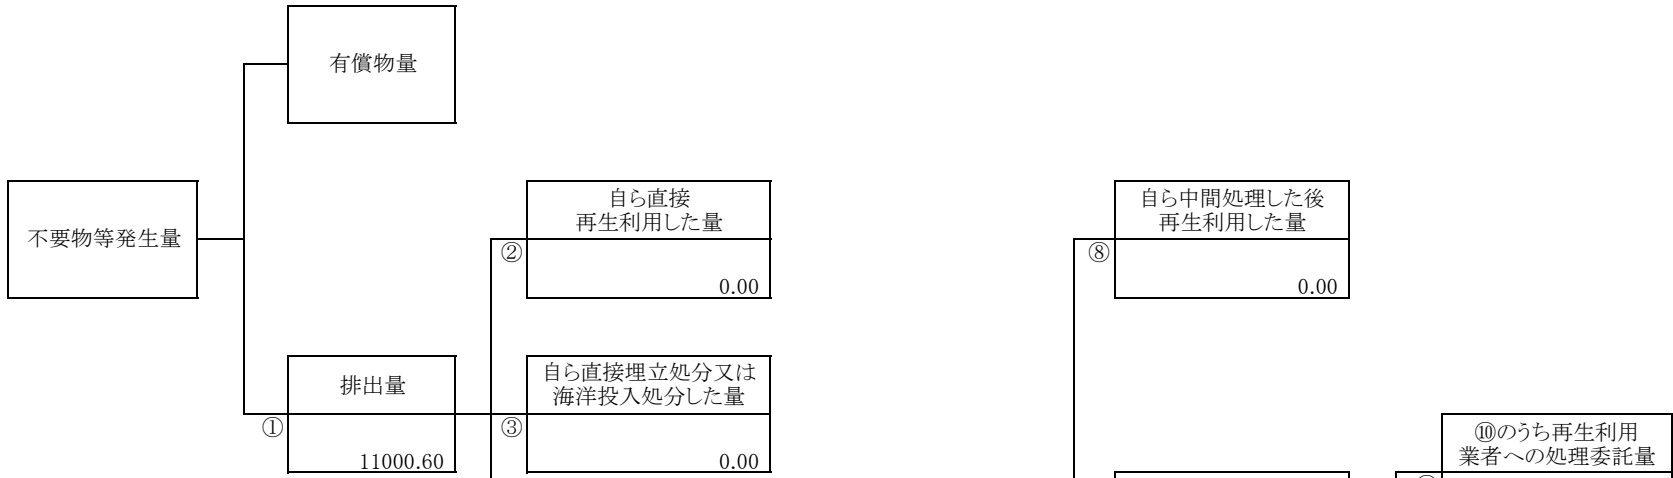 有償物量
不要物等発生量
自ら直接
再生利用した量
②
0.00
自ら中間処理した後
再生利用した量
⑧
0.00
排出量
①
11000.60
自ら直接埋立処分又は
海洋投入処分した量
③
0.00
⑩のうち再生利用
業者への処理委託量